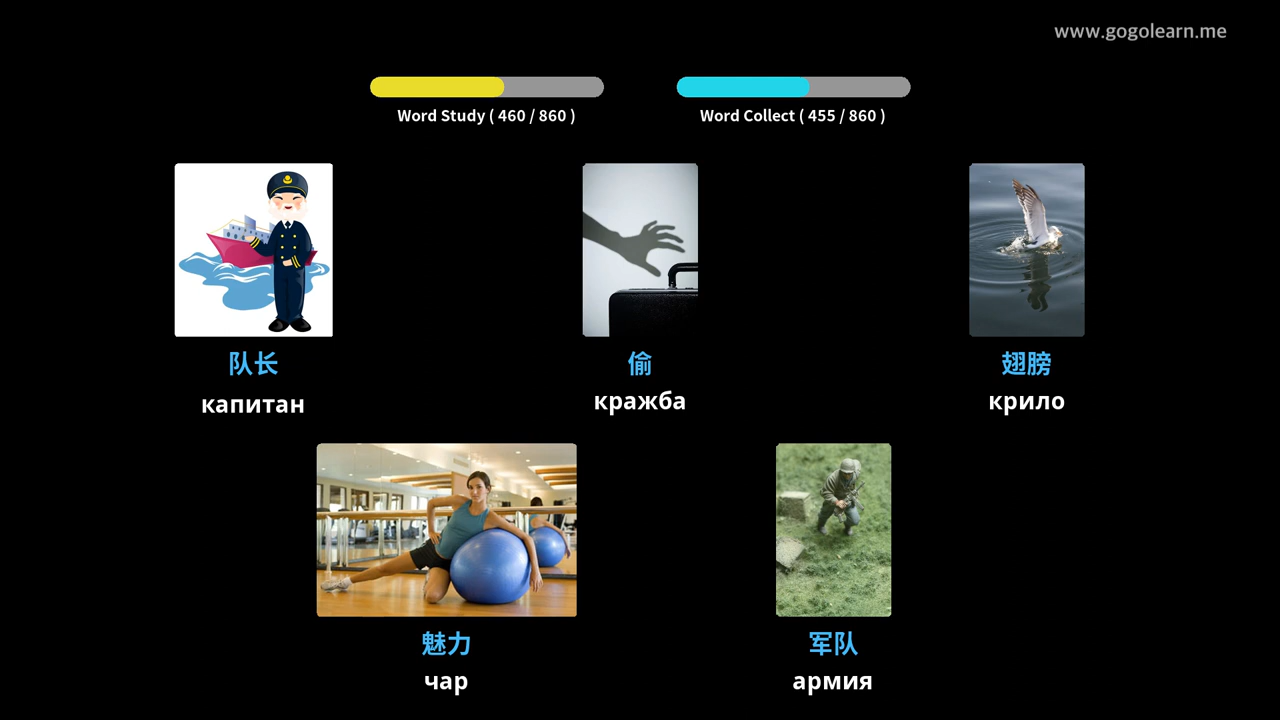 www.gogolearn.me
Word Study ( 460 / 860 )
Word Collect ( 455 / 860 )
队长
капитан
偷
кражба
翅膀
крило
魅力
чар
军队
армия